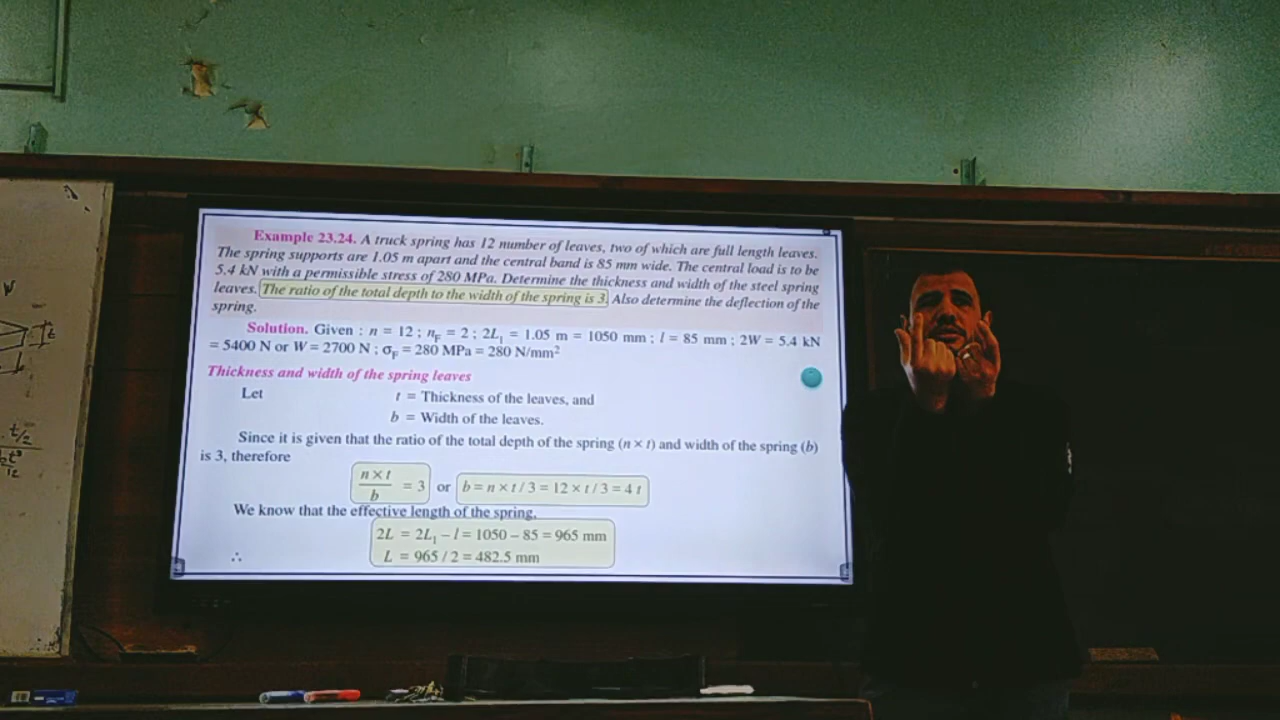 Example 23.24. A truck spring has 12 number of leaves, two of which are full length leaves.
The spring supports are 1.05 m apart and the central band is 85 mm wide. The central load is to be
5.4 kN with a permissible stress of 280 MPa. Determine the thickness and width of the steel spring
leaves. The ratio of the total depth to the width of the spring is 3. Also determine the deflection of the
spring.
Solution. Given : n = 12 ; n_F = 2 ; 2L₁ = 1.05 m = 1050 mm ; l = 85 mm ; 2W = 5.4 kN
= 5400 N or W = 2700 N ; σ_F = 280 MPa = 280 N/mm²
Thickness and width of the spring leaves
Let t = Thickness of the leaves, and
b = Width of the leaves.
Since it is given that the ratio of the total depth of the spring (n × t) and width of the spring (b)
is 3, therefore
n × t / b = 3 or b = n × t / 3 = 12 × t / 3 = 4 t
We know that the effective length of the spring,
2L = 2L₁ – l = 1050 – 85 = 965 mm
∴ L = 965 / 2 = 482.5 mm
W
t
t/2